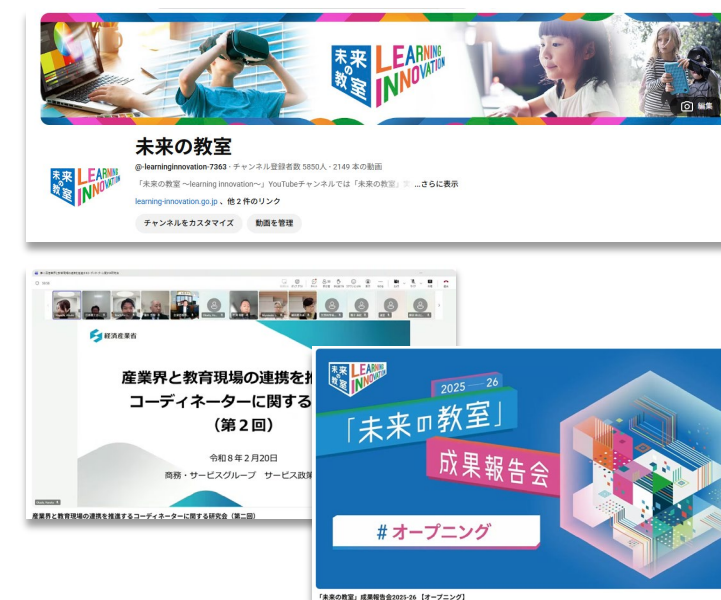 未来の教室 LEARNING INNOVATION
編集
未来の教室
@-learninginnovation-7363・チャンネル登録者数 5850人・2149 本の動画
「未来の教室 ～learning innovation～」YouTubeチャンネルでは「未来の教室」 ...さらに表示
learning-innovation.go.jp 、他 2 件のリンク
チャンネルをカスタマイズ 動画を管理
未来の教室 LEARNING INNOVATION
経済産業省
産業界と教育現場の連携を推
コーディネーターに関する
（第２回）
令和８年２月20日
商務・サービスグループ サービス政策
産業界と教育現場の連携を推進するコーディネーターに関する研究会（第二回）
未来の教室 LEARNING INNOVATION
2025 — 26
「未来の教室」
成果報告会
# オープニング
「未来の教室」成果報告会2025-26 【オープニング】